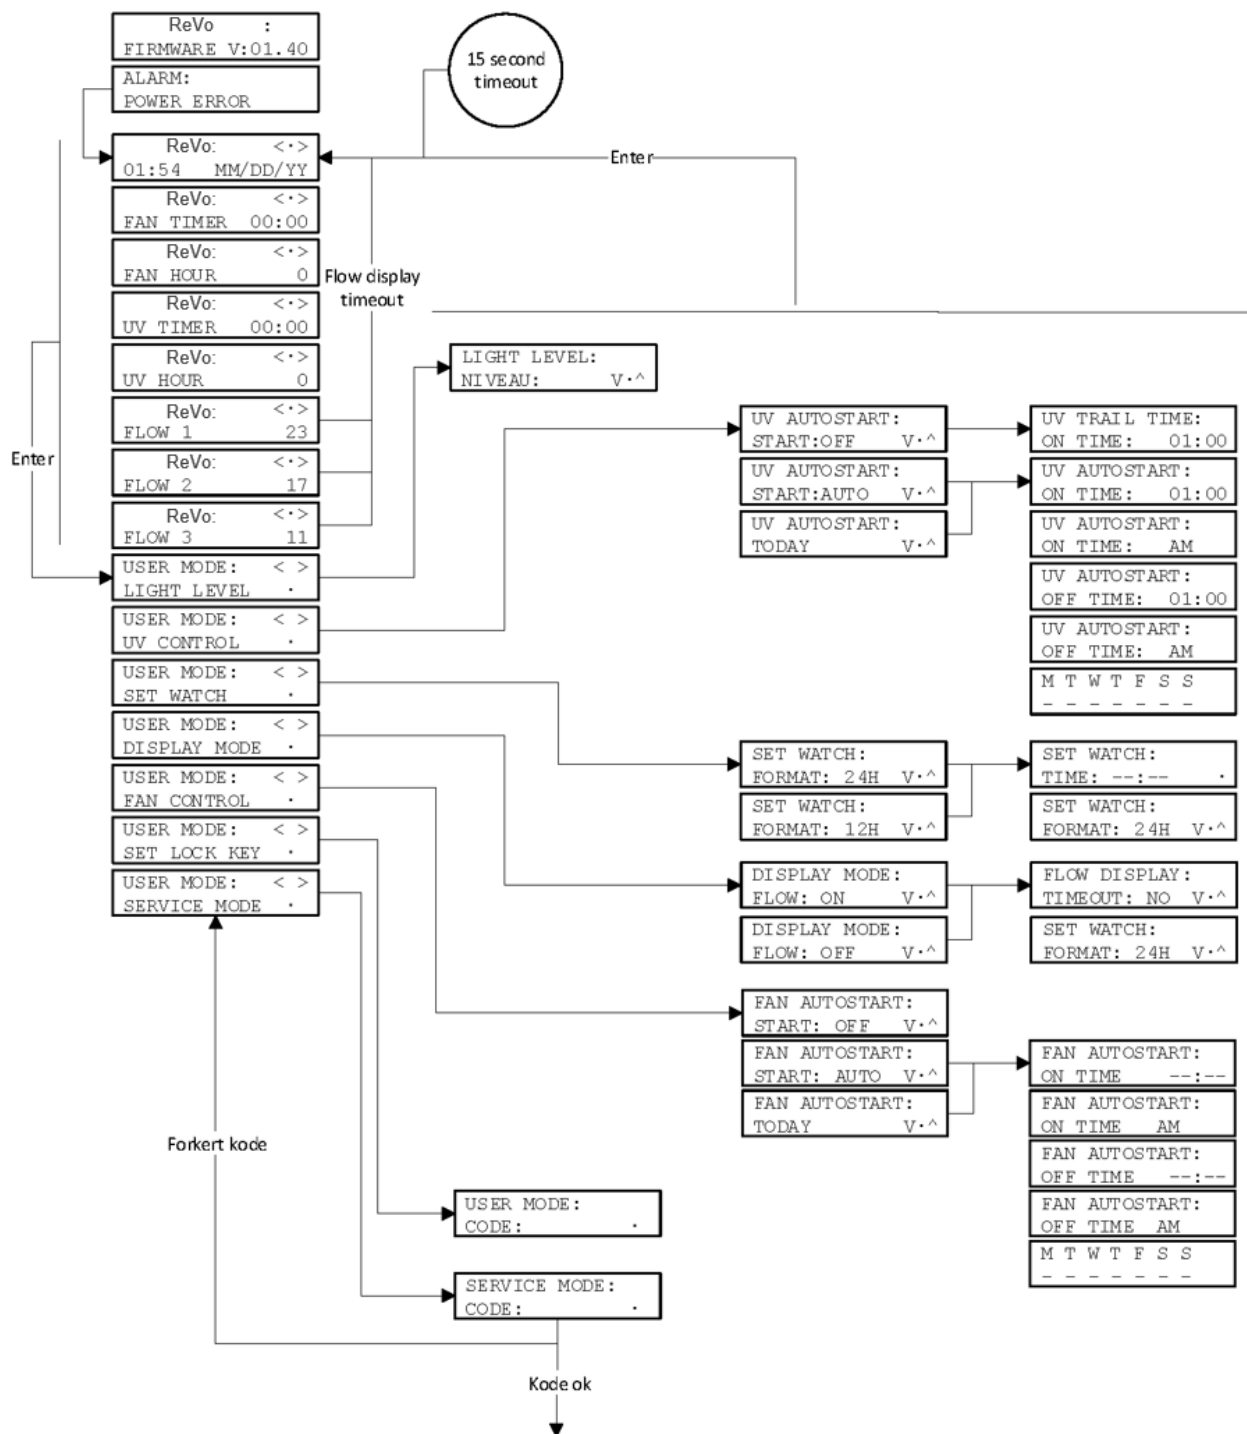 ReVo :
FIRMWARE V:01.40
ALARM:
POWER ERROR
15 second
timeout
ReVo: <·>
01:54 MM/DD/YY
Enter
ReVo: <·>
FAN TIMER 00:00
ReVo: <·>
FAN HOUR 0
Flow display
timeout
ReVo: <·>
UV TIMER 00:00
ReVo: <·>
UV HOUR 0
ReVo: <·>
FLOW 1 23
ReVo: <·>
FLOW 2 17
ReVo: <·>
FLOW 3 11
Enter
USER MODE: < >
LIGHT LEVEL ·
USER MODE: < >
UV CONTROL ·
USER MODE: < >
SET WATCH ·
USER MODE: < >
DISPLAY MODE ·
USER MODE: < >
FAN CONTROL ·
USER MODE: < >
SET LOCK KEY ·
USER MODE: < >
SERVICE MODE ·
LIGHT LEVEL:
NIVEAU: V·^
UV AUTOSTART:
START:OFF V·^
UV AUTOSTART:
START:AUTO V·^
UV AUTOSTART:
TODAY V·^
UV TRAIL TIME:
ON TIME: 01:00
UV AUTOSTART:
ON TIME: 01:00
UV AUTOSTART:
ON TIME: AM
UV AUTOSTART:
OFF TIME: 01:00
UV AUTOSTART:
OFF TIME: AM
M T W T F S S
– – – – – – –
SET WATCH:
FORMAT: 24H V·^
SET WATCH:
FORMAT: 12H V·^
SET WATCH:
TIME: --:-- ·
SET WATCH:
FORMAT: 24H V·^
DISPLAY MODE:
FLOW: ON V·^
DISPLAY MODE:
FLOW: OFF V·^
FLOW DISPLAY:
TIMEOUT: NO V·^
SET WATCH:
FORMAT: 24H V·^
FAN AUTOSTART:
START: OFF V·^
FAN AUTOSTART:
START: AUTO V·^
FAN AUTOSTART:
TODAY V·^
FAN AUTOSTART:
ON TIME --:--
FAN AUTOSTART:
ON TIME AM
FAN AUTOSTART:
OFF TIME --:--
FAN AUTOSTART:
OFF TIME AM
M T W T F S S
– – – – – – –
Forkert kode
USER MODE:
CODE: ·
SERVICE MODE:
CODE: ·
Kode ok